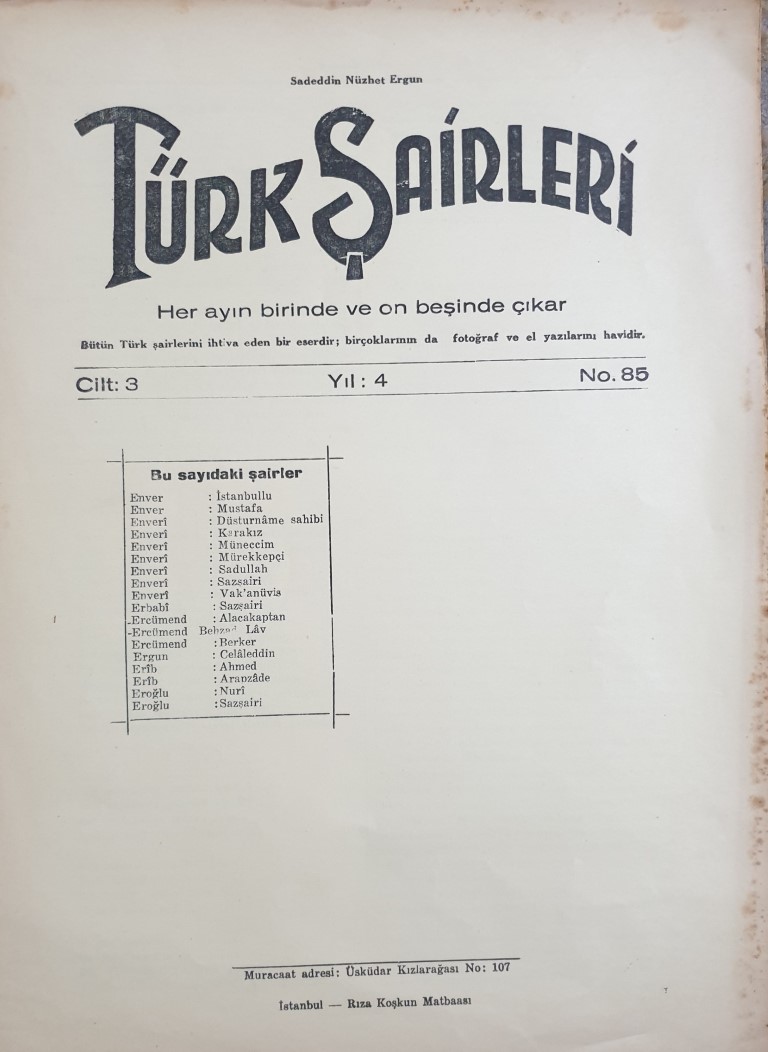 Sadeddin Nüzhet Ergun
TÜRK ŞAİRLERİ
Her ayın birinde ve on beşinde çıkar
Bütün Türk şairlerini iht:va eden bir eserdir; birçoklarının da fotoğraf ve el yazılarını havidir.
Cilt: 3 Yıl: 4 No. 85
Bu sayıdaki şairler
Enver : İstanbullu
Enver : Mustafa
Enverî : Düsturnâme sahibi
Enverî : Karakız
Enverî : Müneccim
Enverî : Mürekkepçi
Enverî : Sadullah
Enverî : Sazşairi
Enverî : Vak'anüvis
Erbabî : Sazşairi
-Ercümend : Alacakaptan
-Ercümend Lâv
Ercümend : Berker
Ergun : Celâleddin
Erîb : Ahmed
Erîb : Arapzâde
Eroğlu : Nurî
Eroğlu : Sazşairi
Muracaat adresi: Üsküdar Kızlarağası No: 107
İstanbul — Rıza Koşkun Matbaası